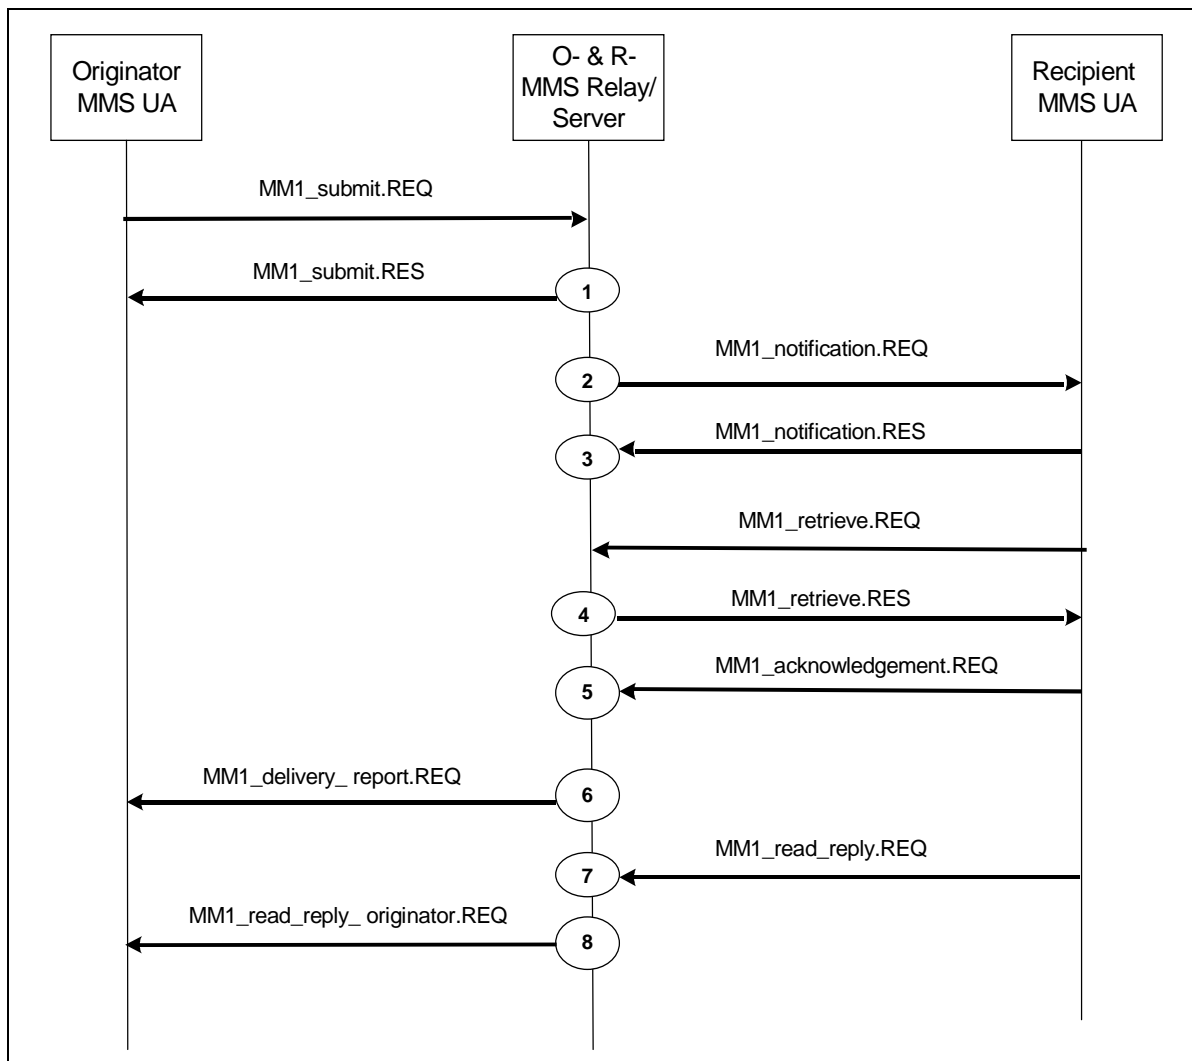 Originator
MMS UA
O- & R-
MMS Relay/
Server
Recipient
MMS UA
MM1_submit.REQ
MM1_submit.RES
1
MM1_notification.REQ
2
MM1_notification.RES
3
MM1_retrieve.REQ
MM1_retrieve.RES
4
MM1_acknowledgement.REQ
5
MM1_delivery_ report.REQ
6
MM1_read_reply.REQ
7
MM1_read_reply_ originator.REQ
8